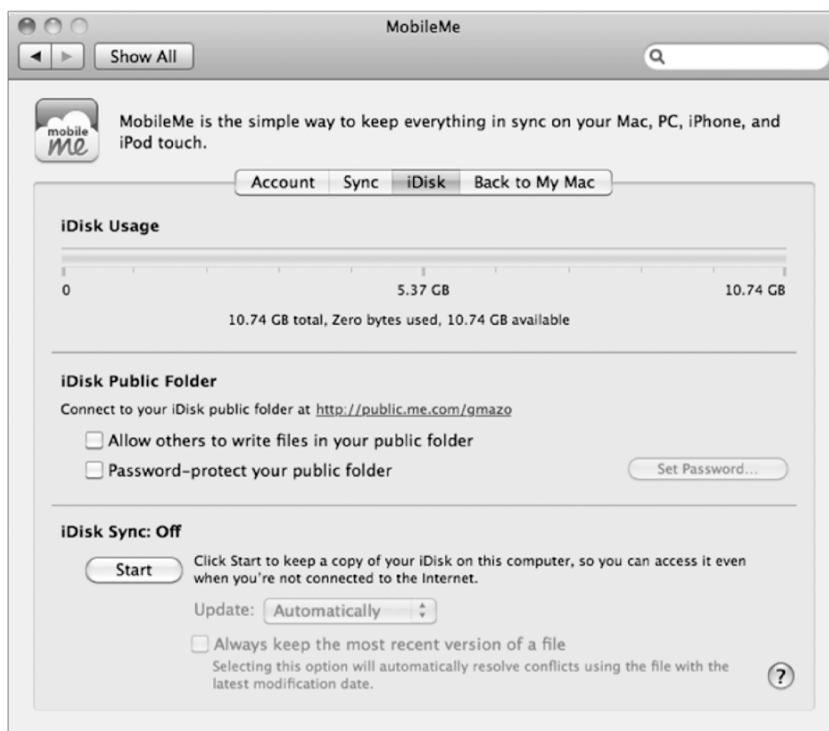 MobileMe
Show All
mobile
me
MobileMe is the simple way to keep everything in sync on your Mac, PC, iPhone, and
iPod touch.
Account Sync iDisk Back to My Mac
iDisk Usage
0 5.37 GB 10.74 GB
10.74 GB total, Zero bytes used, 10.74 GB available
iDisk Public Folder
Connect to your iDisk public folder at http://public.me.com/gmazo
Allow others to write files in your public folder
Password-protect your public folder Set Password...
iDisk Sync: Off
Start
Click Start to keep a copy of your iDisk on this computer, so you can access it even
when you're not connected to the Internet.
Update: Automatically
Always keep the most recent version of a file
Selecting this option will automatically resolve conflicts using the file with the
latest modification date.
?